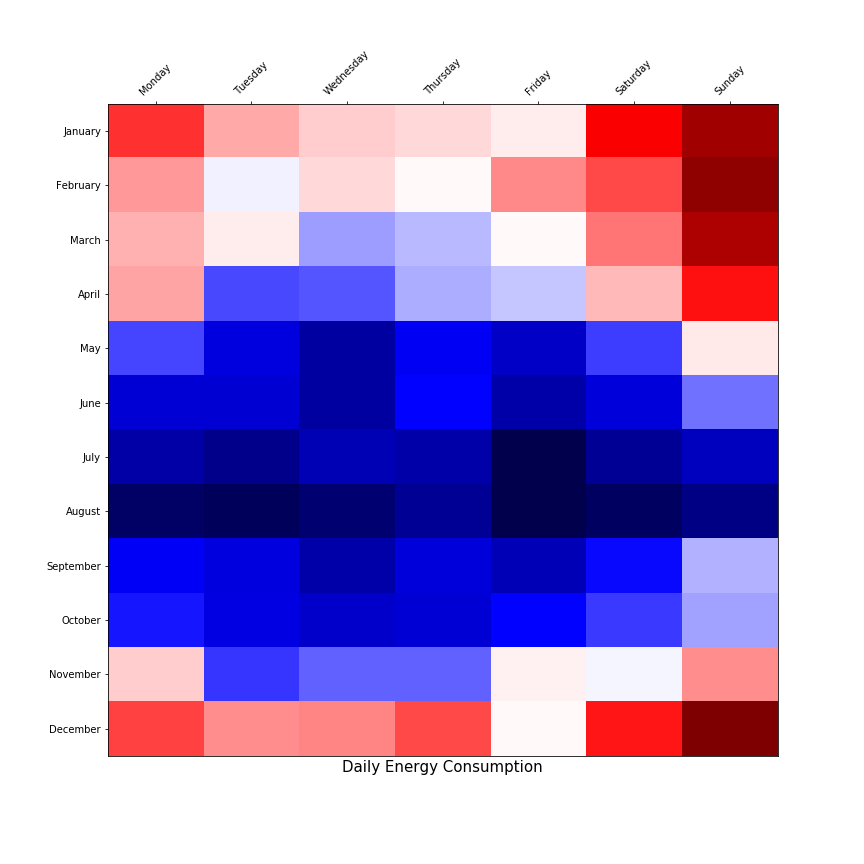 Monday
Tuesday
Wednesday
Thursday
Friday
Saturday
Sunday
January
February
March
April
May
June
July
August
September
October
November
December
Daily Energy Consumption